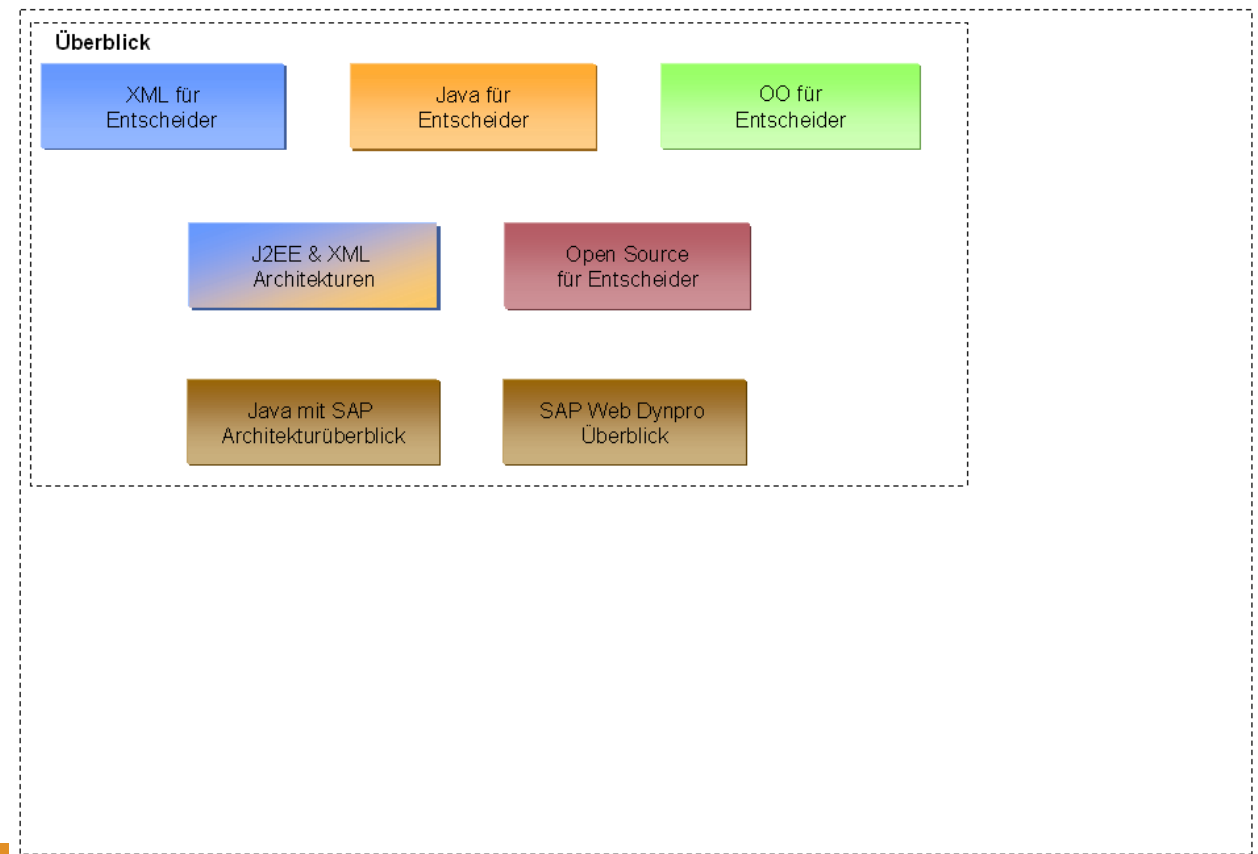 Überblick
XML für
Entscheider
Java für
Entscheider
OO für
Entscheider
J2EE & XML
Architekturen
Open Source
für Entscheider
Java mit SAP
Architekturüberblick
SAP Web Dynpro
Überblick